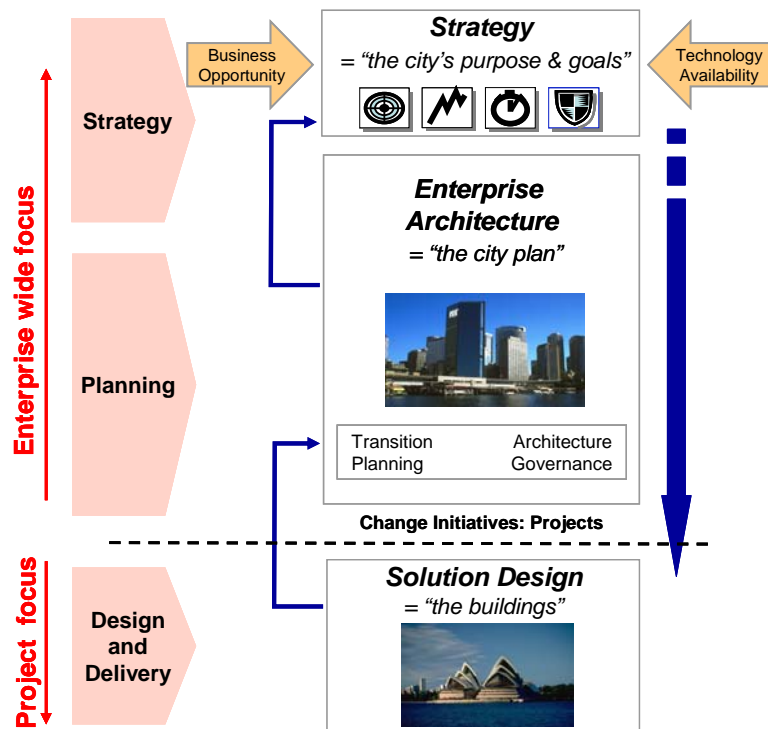 Business
Opportunity
Strategy
= "the city's purpose & goals"
Technology
Availability
Strategy
Enterprise wide focus
Enterprise
Architecture
= "the city plan"
Planning
Transition
Planning
Architecture
Governance
Change Initiatives: Projects
Project focus
Design
and
Delivery
Solution Design
= "the buildings"